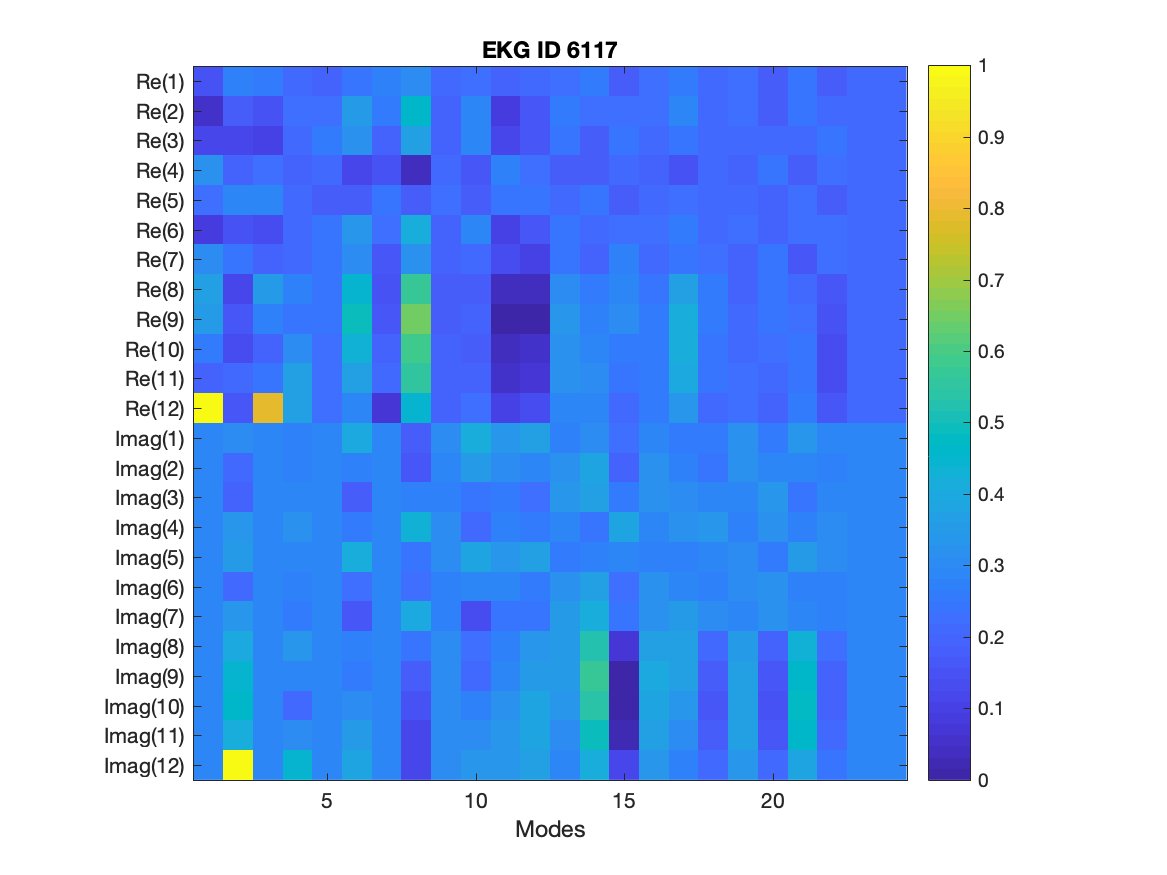 EKG ID 6117
Re(1)
Re(2)
Re(3)
Re(4)
Re(5)
Re(6)
Re(7)
Re(8)
Re(9)
Re(10)
Re(11)
Re(12)
Imag(1)
Imag(2)
Imag(3)
Imag(4)
Imag(5)
Imag(6)
Imag(7)
Imag(8)
Imag(9)
Imag(10)
Imag(11)
Imag(12)
5 10 15 20
Modes
1
0.9
0.8
0.7
0.6
0.5
0.4
0.3
0.2
0.1
0